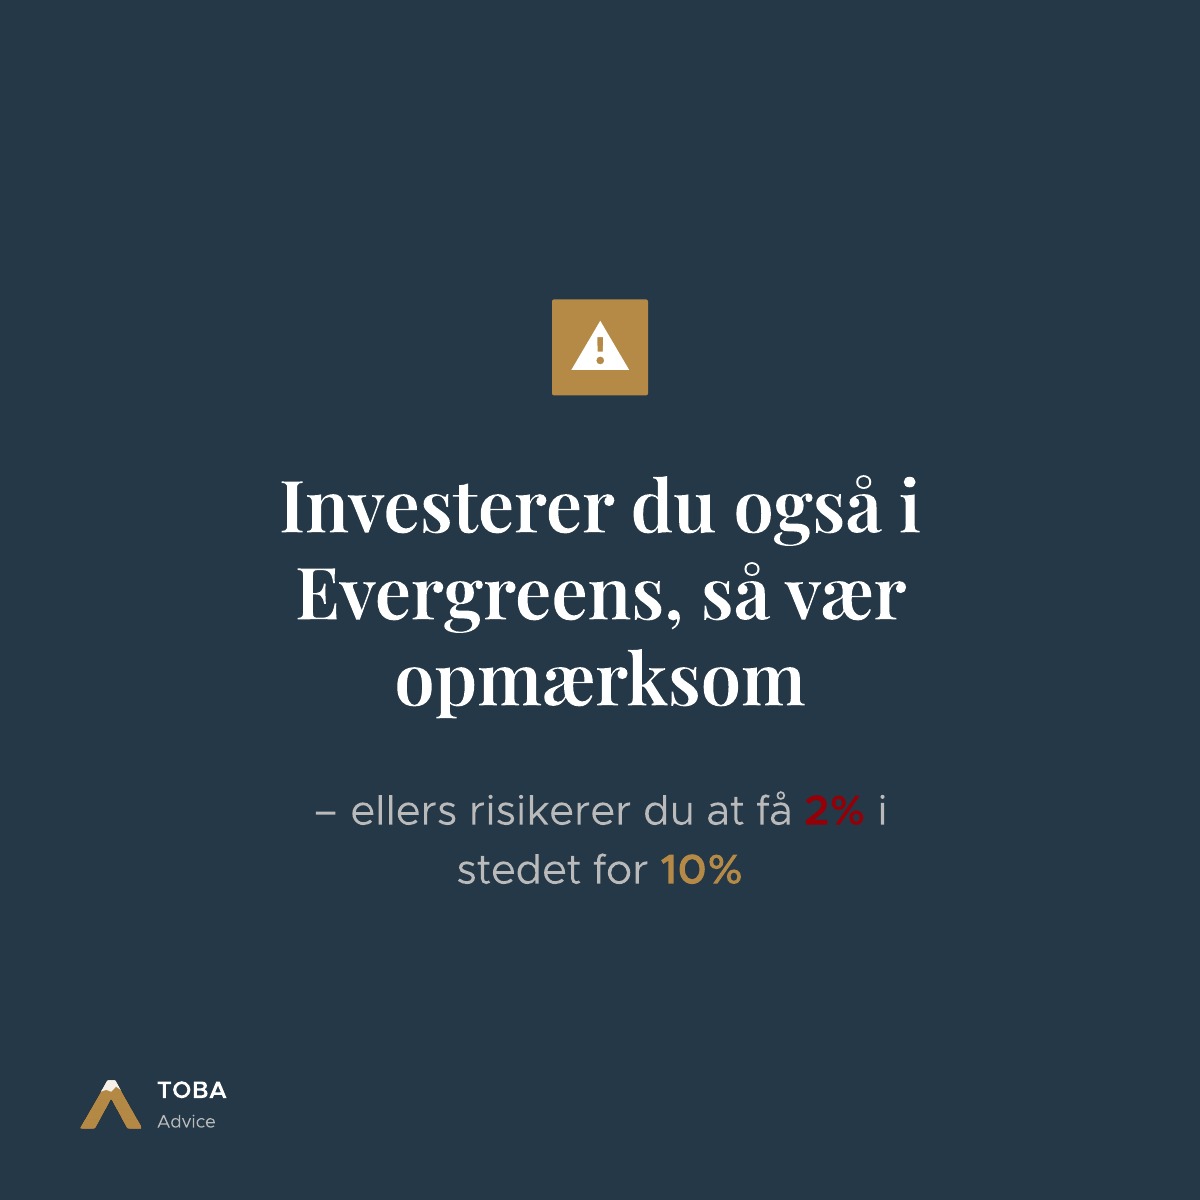 Investerer du også i
Evergreens, så vær
opmærksom
– ellers risikerer du at få 2% i
stedet for 10%
TOBA
Advice